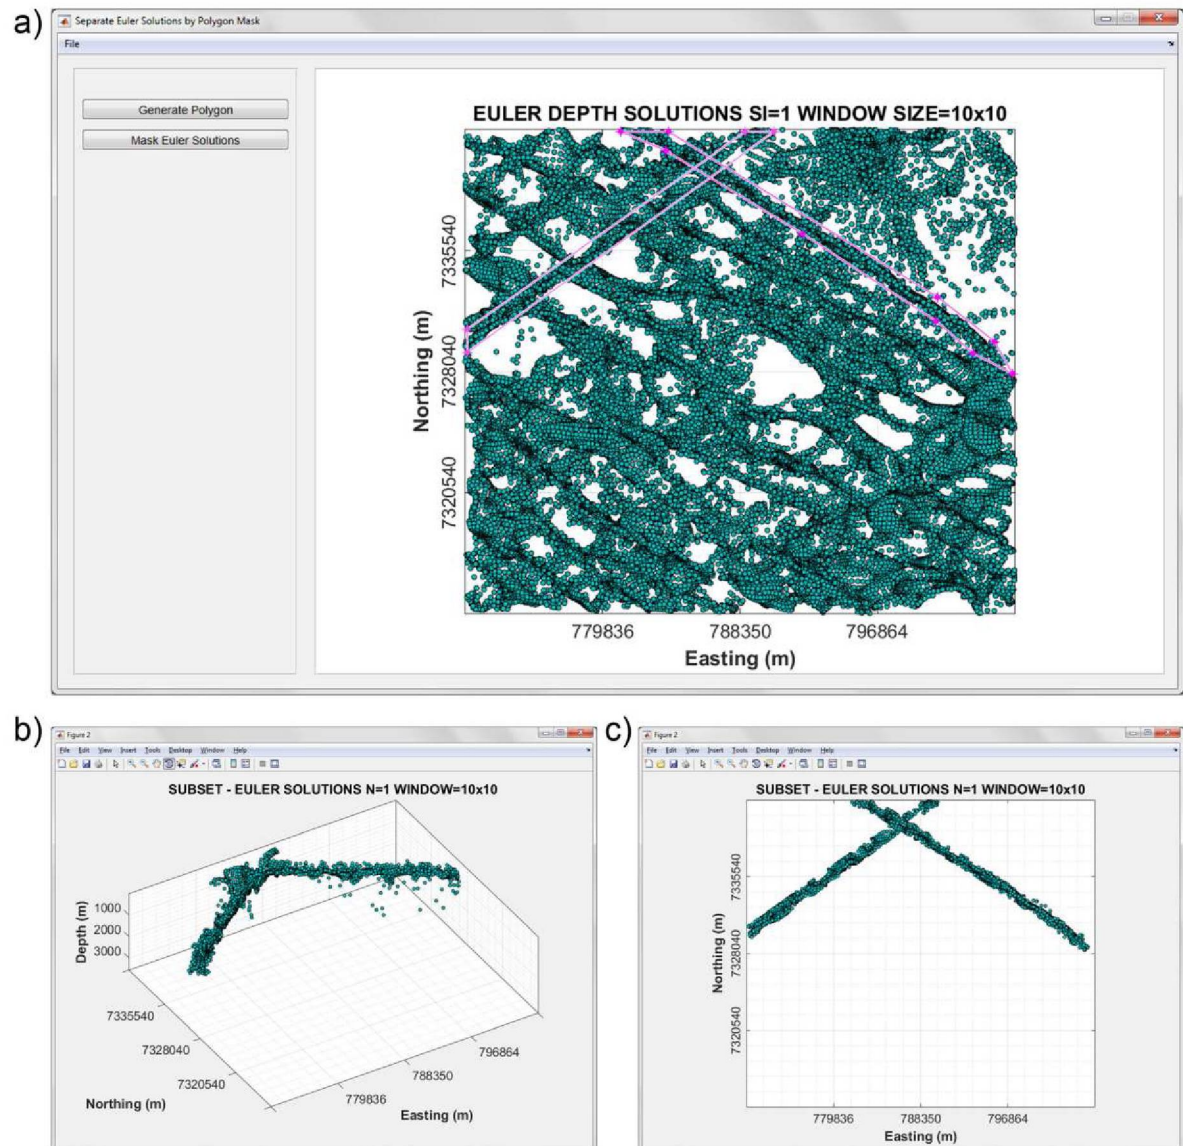 a)
Separate Euler Solutions by Polygon Mask
File
Generate Polygon
Mask Euler Solutions
EULER DEPTH SOLUTIONS SI=1 WINDOW SIZE=10x10
Northing (m)
7335540
7328040
7320540
779836 788350 796864
Easting (m)
b)
Figure 2
File Edit View Insert Tools Desktop Window Help
SUBSET - EULER SOLUTIONS N=1 WINDOW=10x10
Depth (m)
1000
2000
3000
7335540
7328040
7320540
Northing (m)
796864
788350
779836
Easting (m)
c)
Figure 2
File Edit View Insert Tools Desktop Window Help
SUBSET - EULER SOLUTIONS N=1 WINDOW=10x10
Northing (m)
7335540
7328040
7320540
779836 788350 796864
Easting (m)